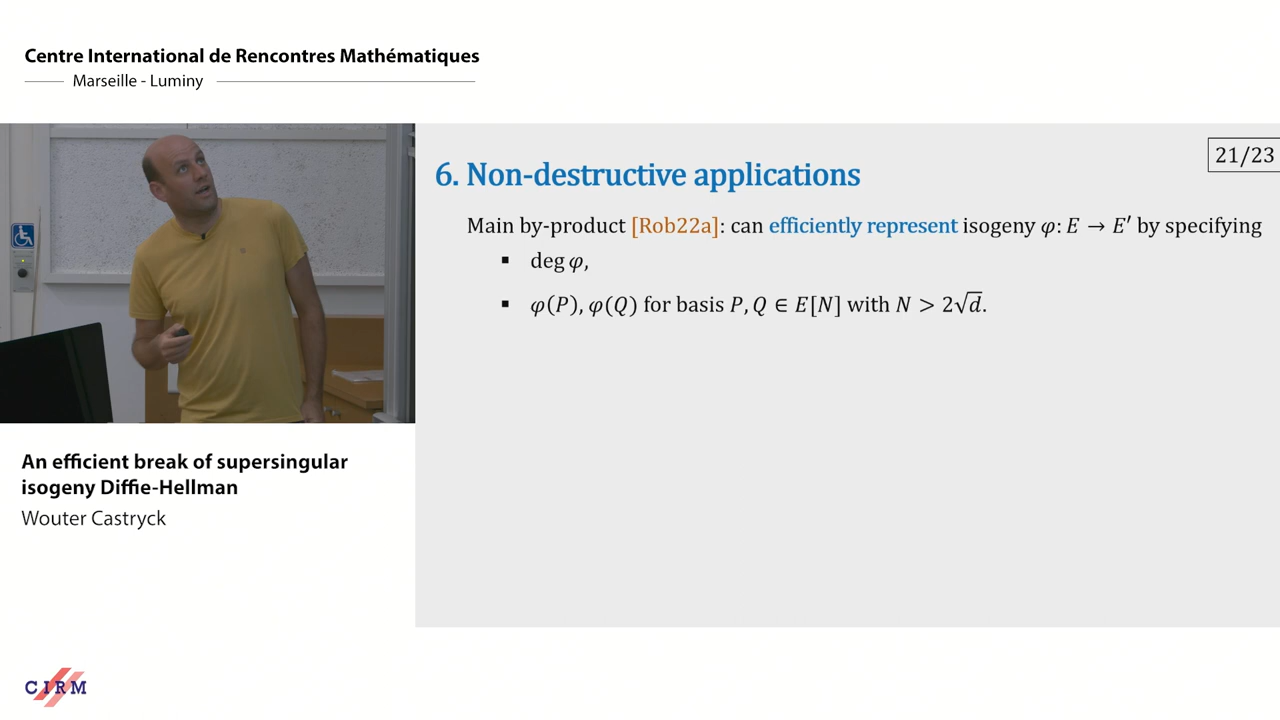 Centre International de Rencontres Mathématiques
Marseille - Luminy
21/23
6. Non-destructive applications
Main by-product [Rob22a]: can efficiently represent isogeny φ: E → E′ by specifying
▪ deg φ,
▪ φ(P), φ(Q) for basis P, Q ∈ E[N] with N > 2√d.
An efficient break of supersingular
isogeny Diffie-Hellman
Wouter Castryck
CIRM